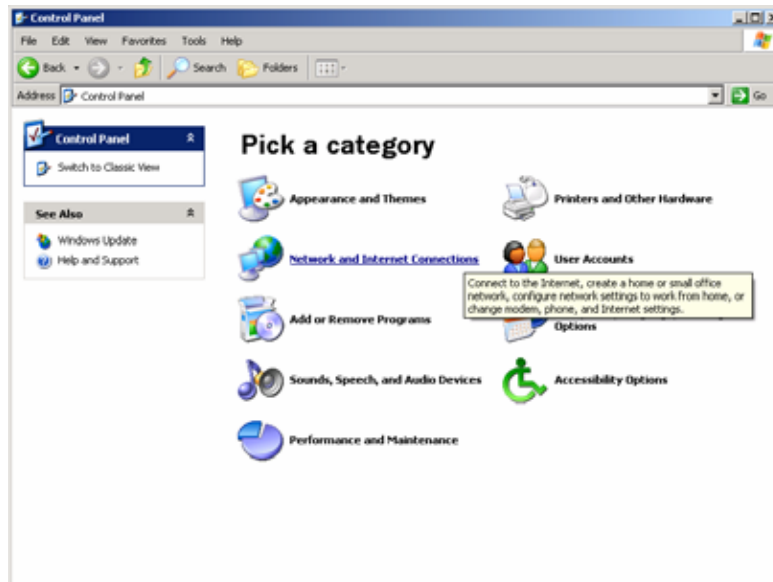 Control Panel
File Edit View Favorites Tools Help
Back Search Folders
Address Control Panel Go
Control Panel
Switch to Classic View
See Also
Windows Update
Help and Support
Pick a category
Appearance and Themes
Printers and Other Hardware
Network and Internet Connections
User Accounts
Connect to the Internet, create a home or small office
network, configure network settings to work from home, or
change modem, phone, and Internet settings.
Add or Remove Programs
Options
Sounds, Speech, and Audio Devices
Accessibility Options
Performance and Maintenance